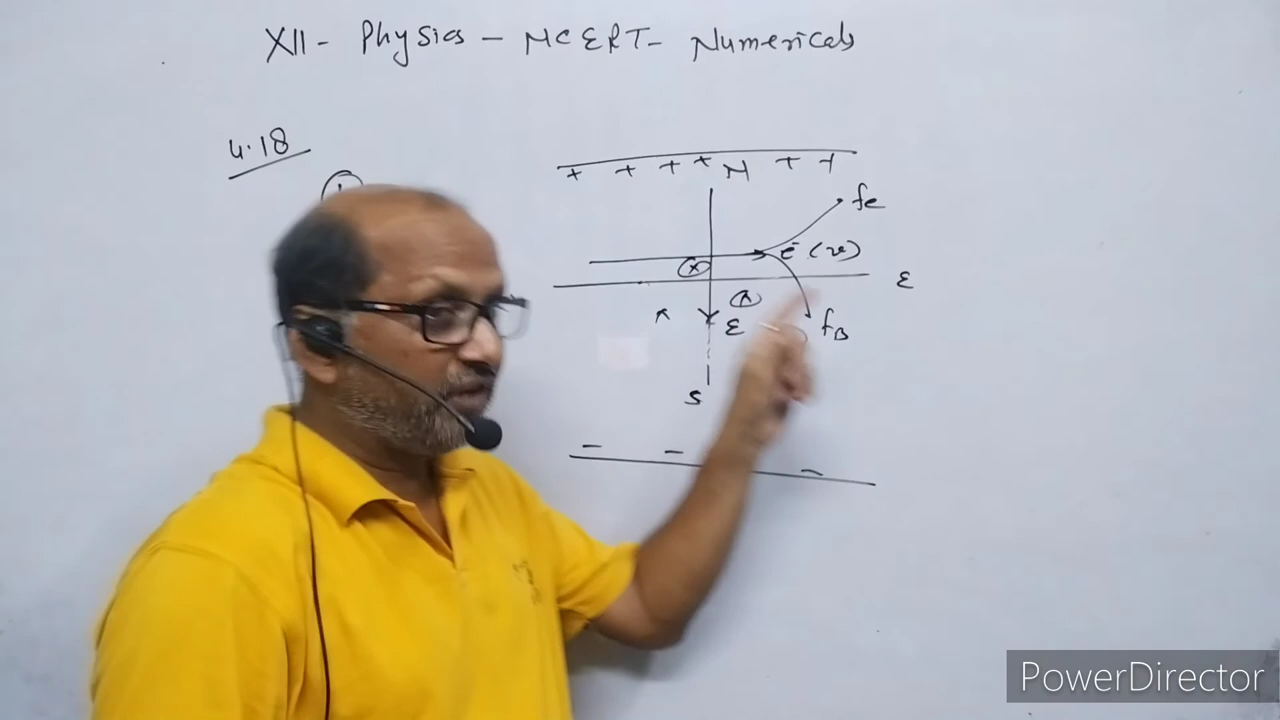 XII - Physics - NCERT - Numericals
4.18
+ + + + N + +
fe
e- (v)
E
E
fB
S
- - -
PowerDirector